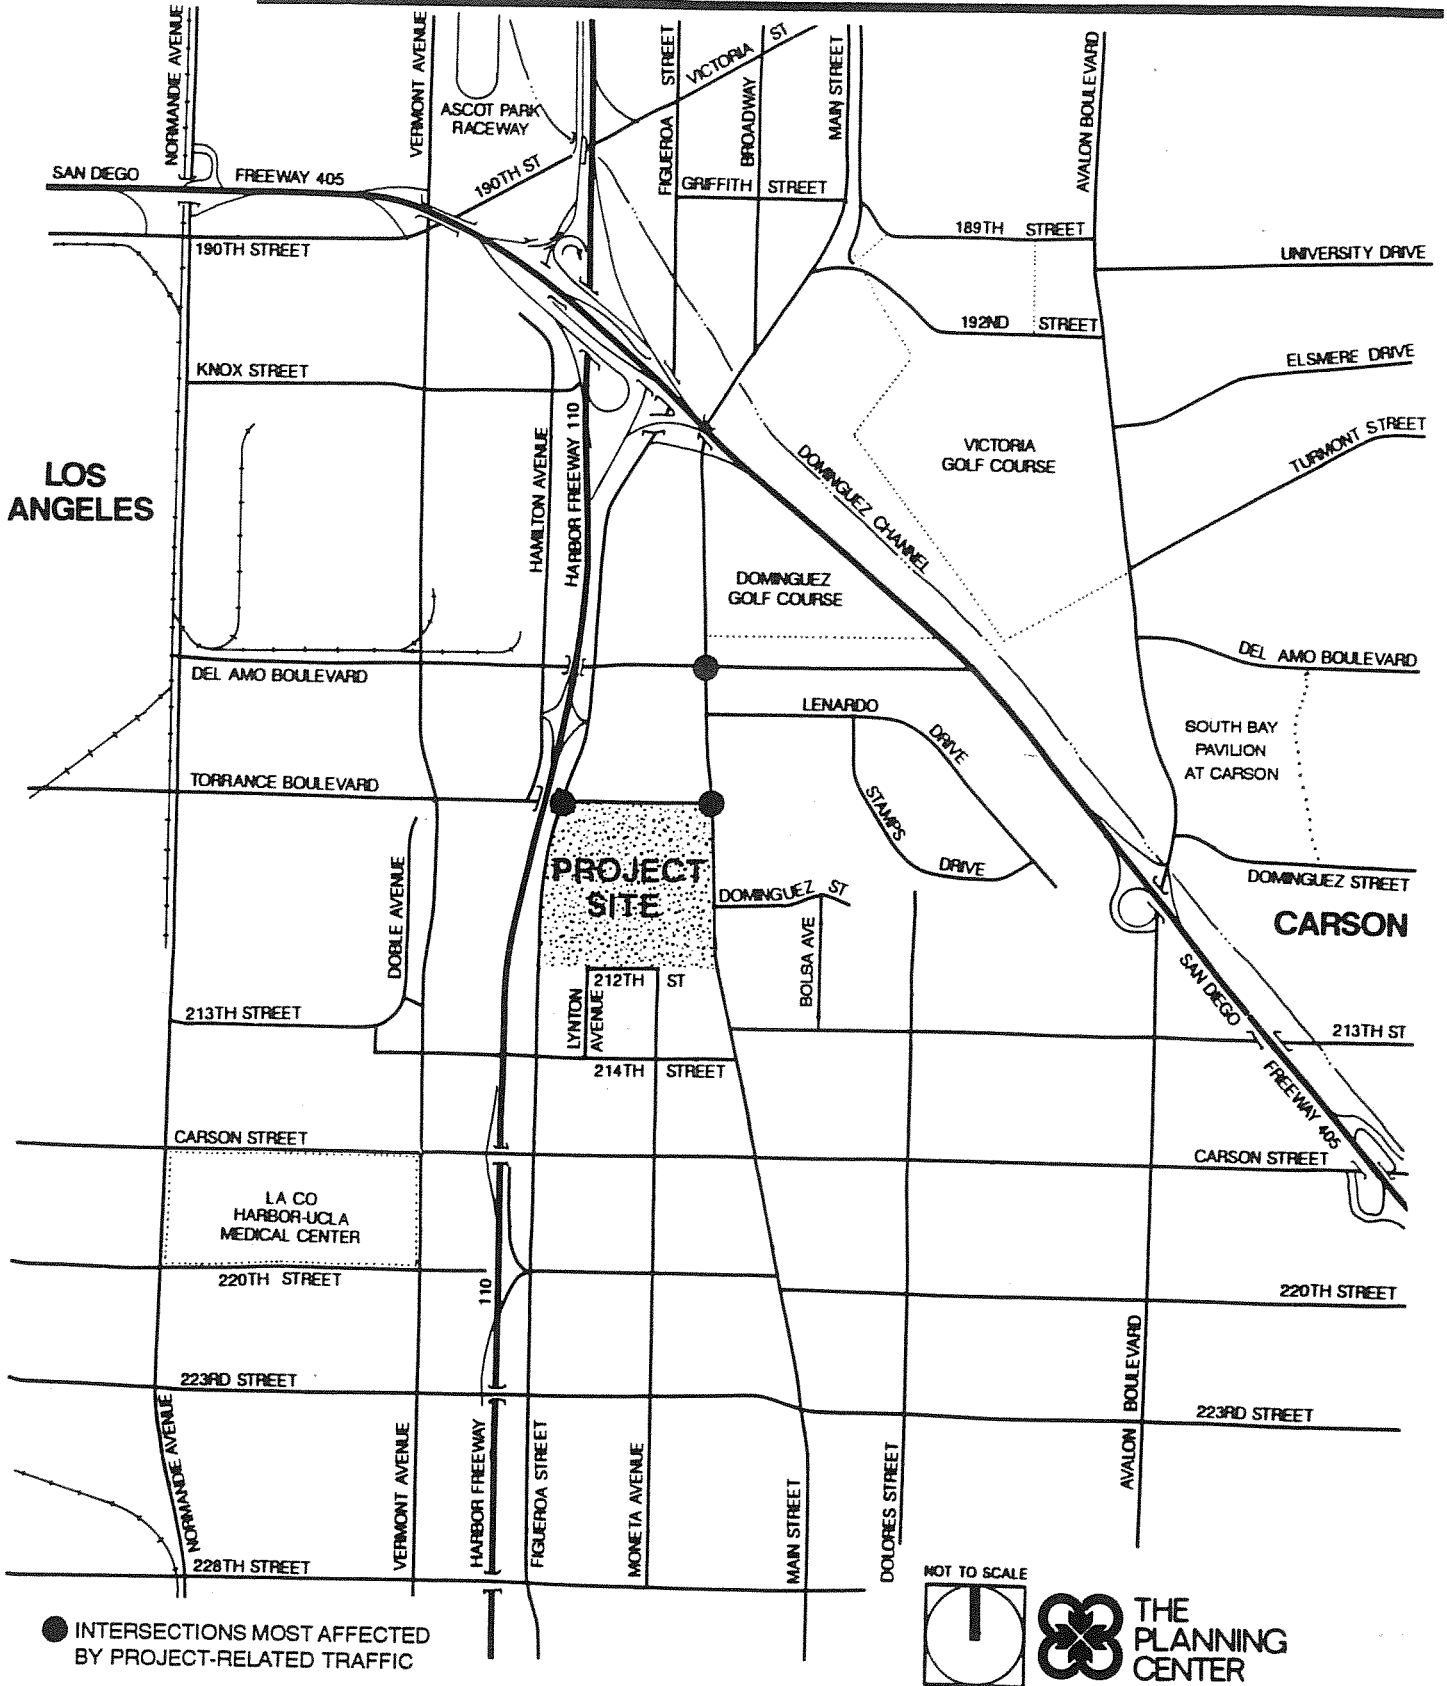 NORMANDIE AVENUE
VERMONT AVENUE
ASCOT PARK
RACEWAY
FIGUEROA STREET
VICTORIA ST
BROADWAY
MAIN STREET
AVALON BOULEVARD
SAN DIEGO FREEWAY 405
190TH ST
GRIFFITH STREET
190TH STREET
189TH STREET
UNIVERSITY DRIVE
192ND STREET
KNOX STREET
ELSMERE DRIVE
TURMONT STREET
LOS
ANGELES
HAMILTON AVENUE
HARBOR FREEWAY 110
VICTORIA
GOLF COURSE
DOMINGUEZ CHANNEL
DOMINGUEZ
GOLF COURSE
DEL AMO BOULEVARD
DEL AMO BOULEVARD
LENARDO DRIVE
SOUTH BAY
PAVILION
AT CARSON
TORRANCE BOULEVARD
STAMPS DRIVE
PROJECT
SITE
DOBLE AVENUE
DOMINGUEZ ST
BOLSA AVE
DOMINGUEZ STREET
CARSON
SAN DIEGO FREEWAY 405
212TH ST
LYNTON
AVENUE
213TH STREET
213TH ST
214TH STREET
CARSON STREET
CARSON STREET
LA CO
HARBOR-UCLA
MEDICAL CENTER
220TH STREET
110
220TH STREET
223RD STREET
223RD STREET
NORMANDIE AVENUE
VERMONT AVENUE
HARBOR FREEWAY
FIGUEROA STREET
MONETA AVENUE
MAIN STREET
DOLORES STREET
AVALON BOULEVARD
228TH STREET
INTERSECTIONS MOST AFFECTED
BY PROJECT-RELATED TRAFFIC
NOT TO SCALE
THE
PLANNING
CENTER